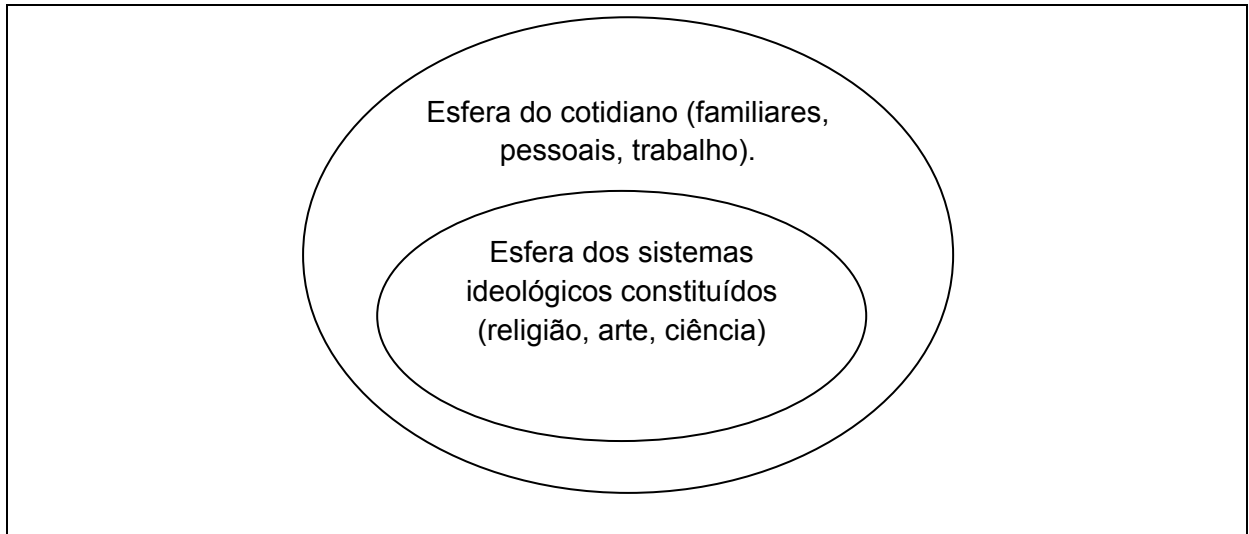 Esfera do cotidiano (familiares,
pessoais, trabalho).
Esfera dos sistemas
ideológicos constituídos
(religião, arte, ciência)